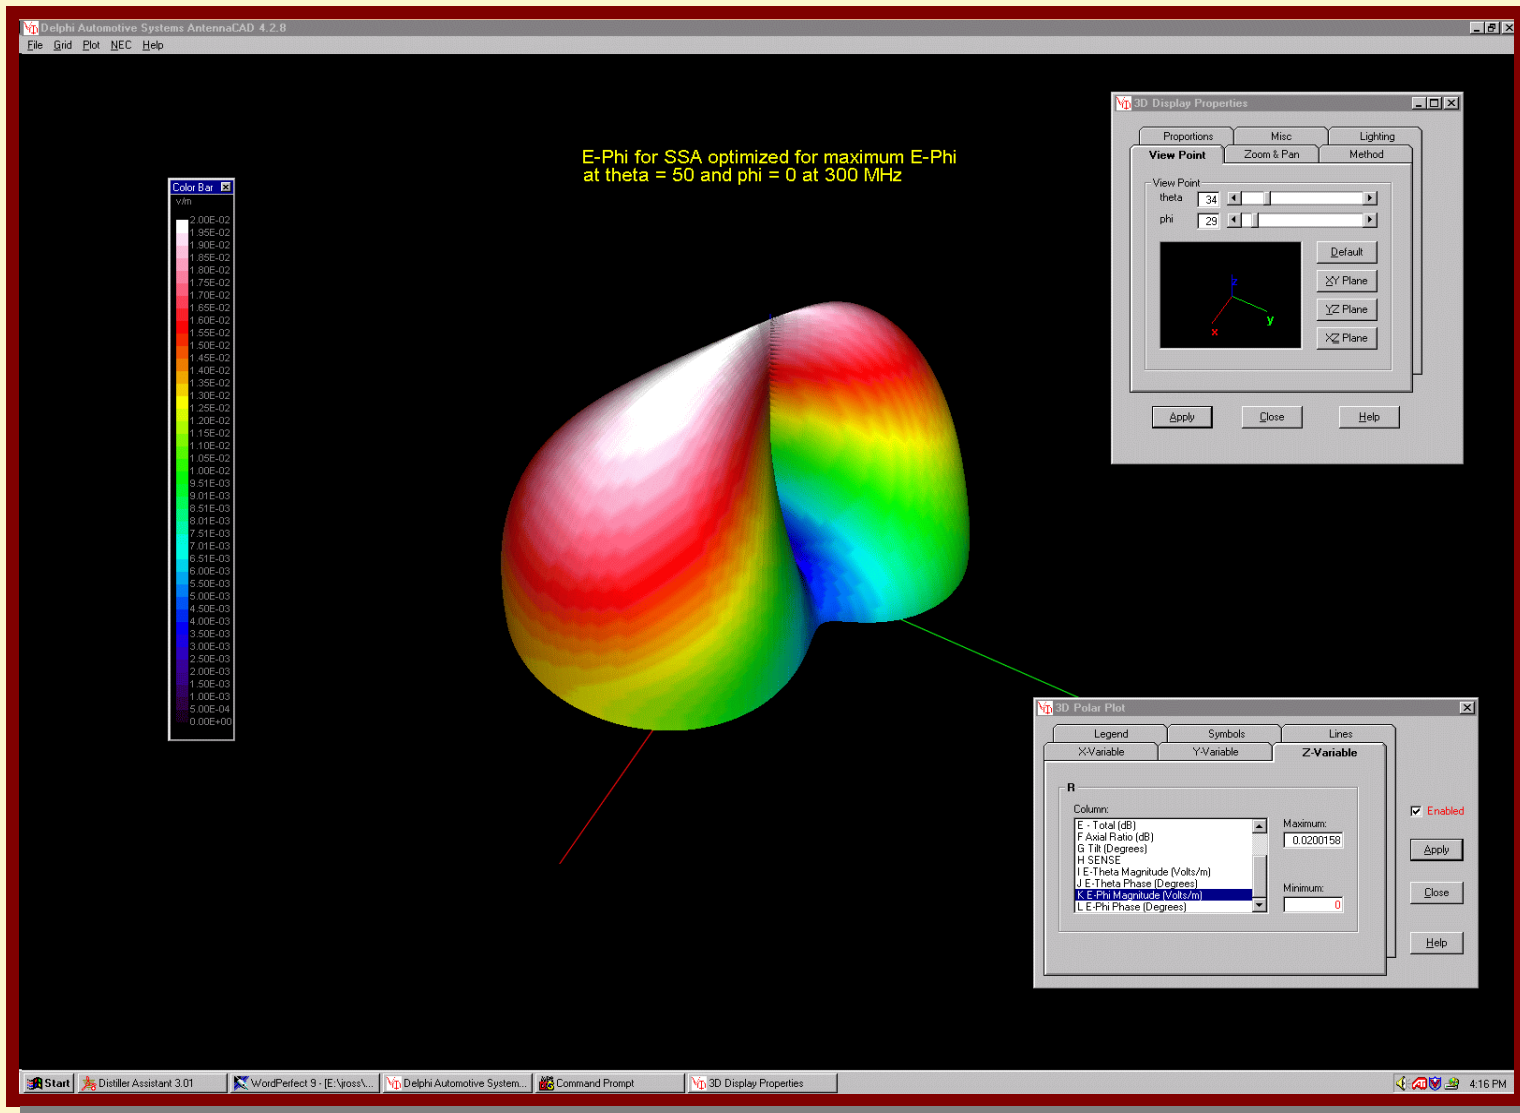 Delphi Automotive Systems AntennaCAD 4.2.8
File Grid Plot NEC Help
E-Phi for SSA optimized for maximum E-Phi
at theta = 50 and phi = 0 at 300 MHz
Color Bar
v/m
2.00E-02
1.95E-02
1.90E-02
1.85E-02
1.80E-02
1.75E-02
1.70E-02
1.65E-02
1.60E-02
1.55E-02
1.50E-02
1.45E-02
1.40E-02
1.35E-02
1.30E-02
1.25E-02
1.20E-02
1.15E-02
1.10E-02
1.05E-02
1.00E-02
9.51E-03
9.01E-03
8.51E-03
8.01E-03
7.51E-03
7.01E-03
6.51E-03
6.00E-03
5.50E-03
5.00E-03
4.50E-03
4.00E-03
3.50E-03
3.00E-03
2.50E-03
2.00E-03
1.50E-03
1.00E-03
5.00E-04
0.00E+00
3D Display Properties
Proportions Misc Lighting
View Point Zoom & Pan Method
View Point
theta 34
phi 29
z
y
x
Default
XY Plane
YZ Plane
XZ Plane
Apply Close Help
3D Polar Plot
Legend Symbols Lines
X-Variable Y-Variable Z-Variable
R
Column:
E - Total (dB)
F Axial Ratio (dB)
G Tilt (Degrees)
H SENSE
I E-Theta Magnitude (Volts/m)
J E-Theta Phase (Degrees)
K E-Phi Magnitude (Volts/m)
L E-Phi Phase (Degrees)
Maximum:
0.0200158
Minimum:
0
Enabled
Apply
Close
Help
Start Distiller Assistant 3.01 WordPerfect 9 - [E:\jross\... Delphi Automotive System... Command Prompt 3D Display Properties 4:16 PM